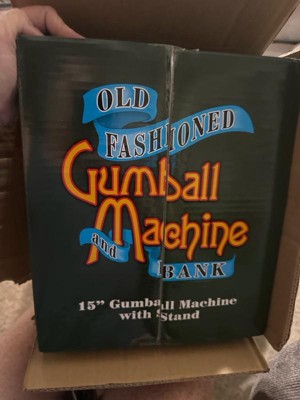 OLD
FASHIONED
Gumball
Machine
and BANK
15" Gumball Machine
with Stand